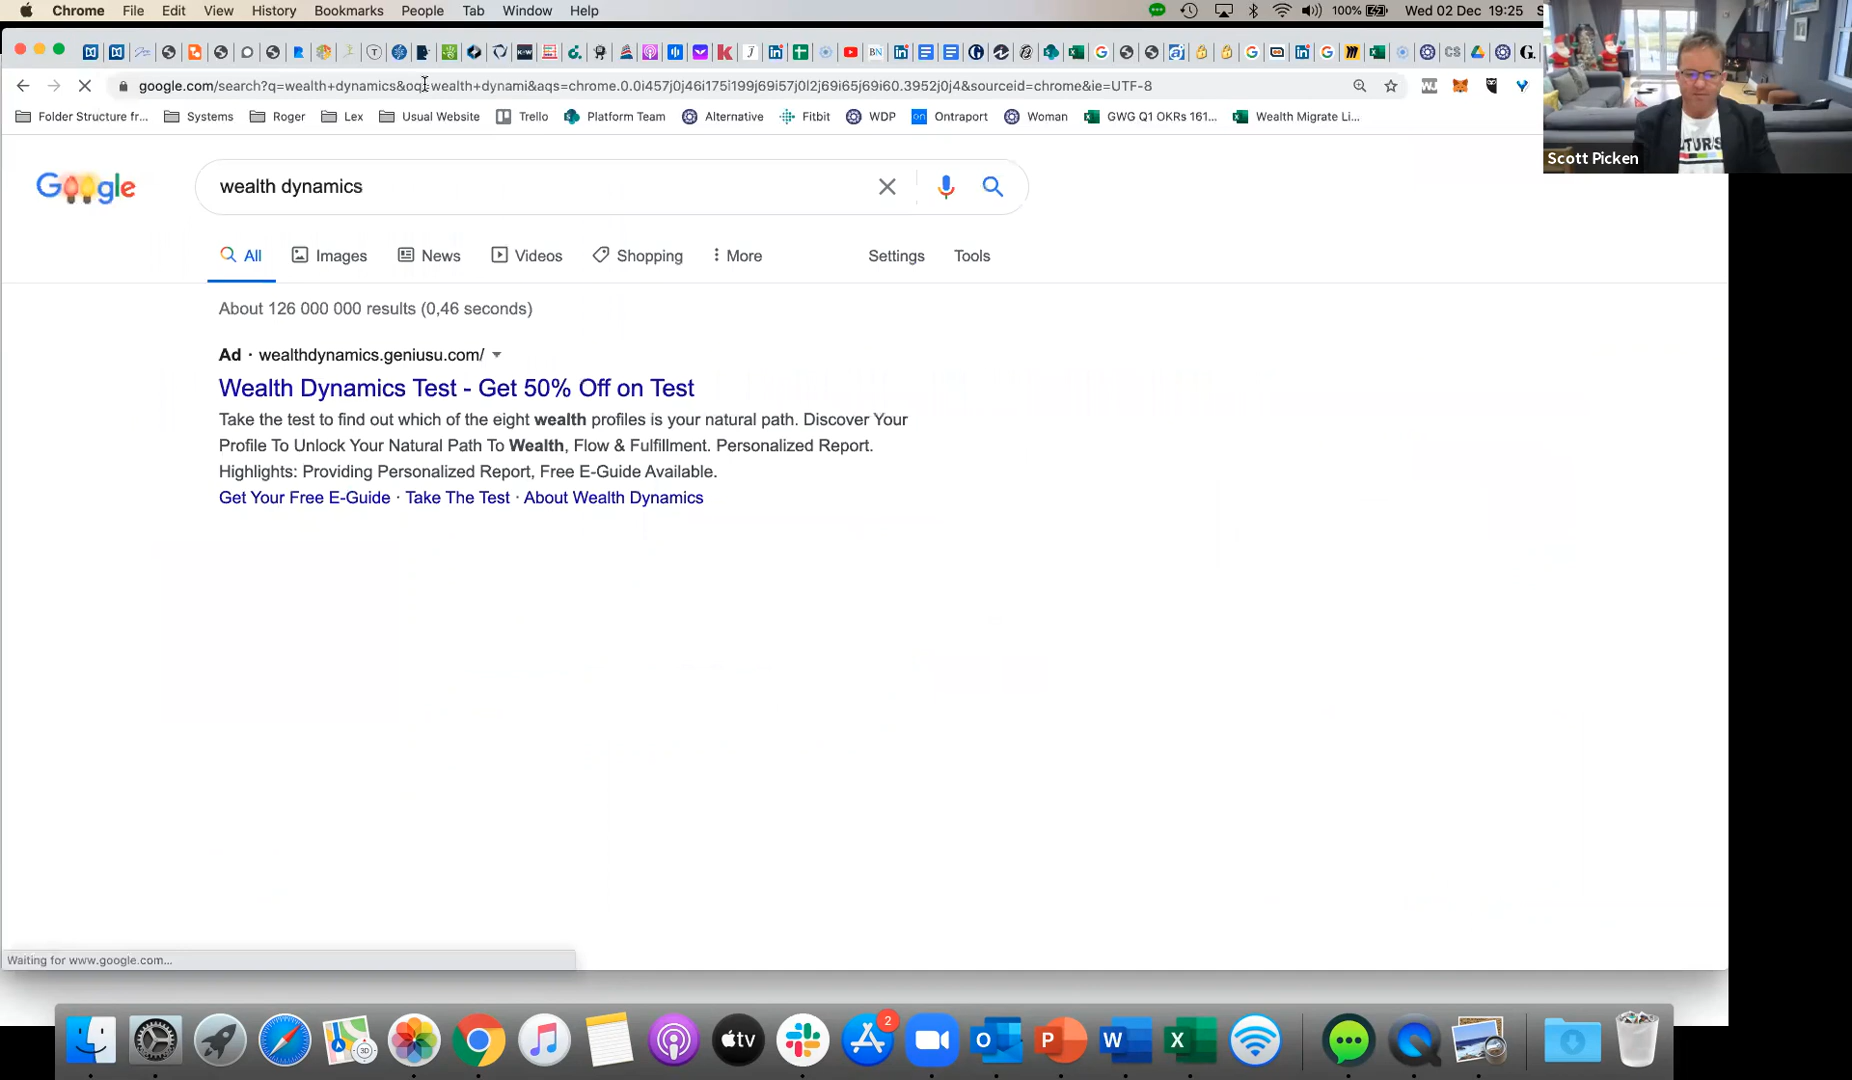 Chrome File Edit View History Bookmarks People Tab Window Help 100% Wed 02 Dec 19:25
google.com/search?q=wealth+dynamics&oq=wealth+dynami&aqs=chrome.0.0i457j0j46i175i199j69i57j0l2j69i65j69i60.3952j0j4&sourceid=chrome&ie=UTF-8
Folder Structure fr... Systems Roger Lex Usual Website Trello Platform Team Alternative Fitbit WDP Ontraport Woman GWG Q1 OKRs 161... Wealth Migrate Li...
Scott Picken
Google
wealth dynamics
All Images News Videos Shopping More Settings Tools
About 126 000 000 results (0,46 seconds)
Ad · wealthdynamics.geniusu.com/
Wealth Dynamics Test - Get 50% Off on Test
Take the test to find out which of the eight wealth profiles is your natural path. Discover Your
Profile To Unlock Your Natural Path To Wealth, Flow & Fulfillment. Personalized Report.
Highlights: Providing Personalized Report, Free E-Guide Available.
Get Your Free E-Guide · Take The Test · About Wealth Dynamics
Waiting for www.google.com...
2
tv